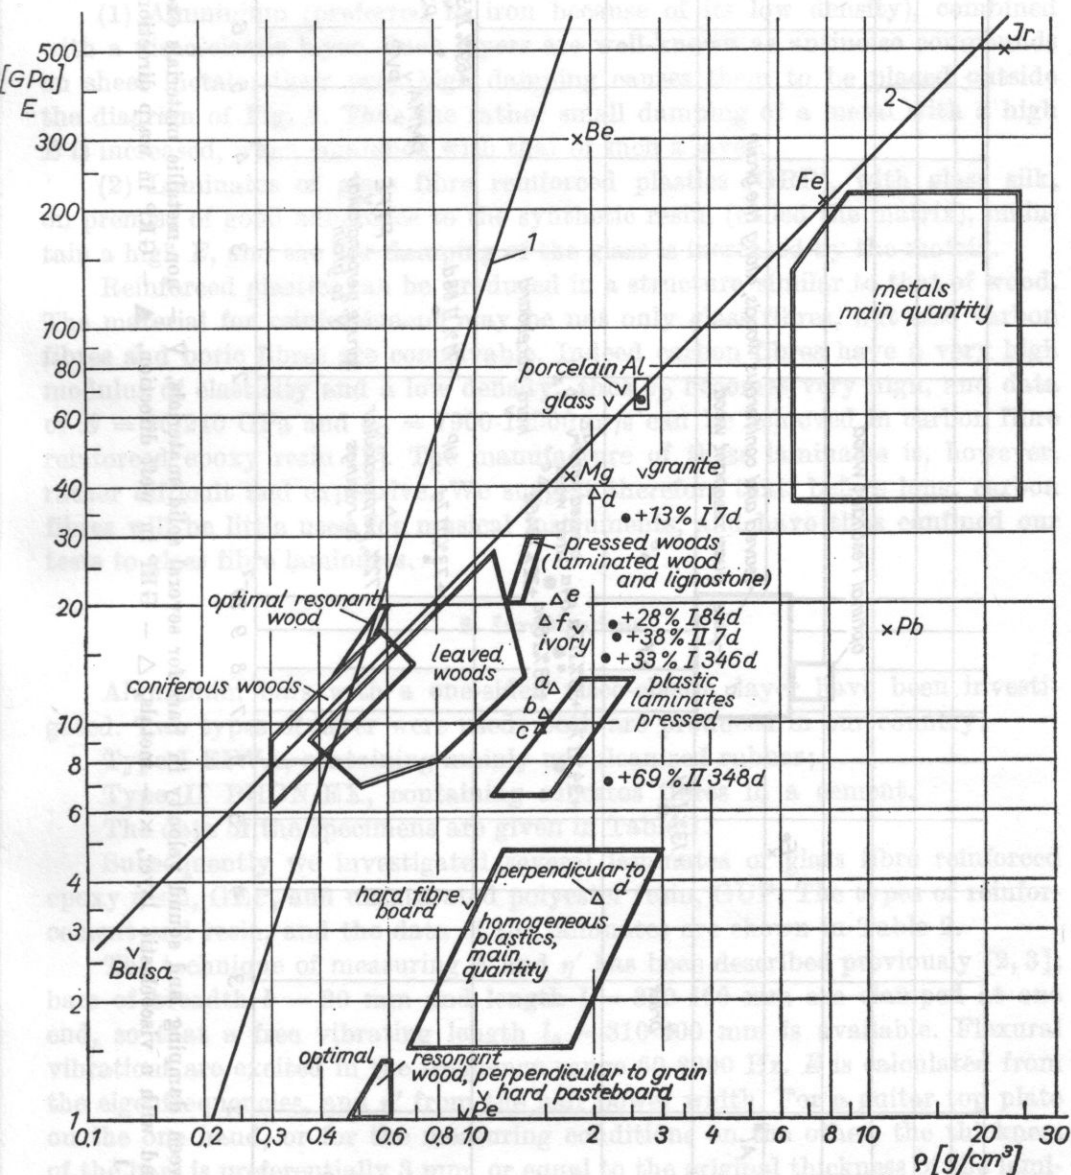 500
[GPa]
E
300
200
100
80
60
40
30
20
10
8
6
4
2
1
0,1
0,2
0,3
0,4
0,6
0,8
1,0
2
4
6
10
20
30
ρ [g/cm³]
Jr
2
Be
Fe
1
metals
main quantity
porcelain Al
glass
Mg
granite
d
+13% I 7d
pressed woods
(laminated wood
and lignostone)
e
optimal resonant
wood
f
ivory
+28% I 84d
+38% II 7d
+33% I 346d
Pb
leaved
woods
a
b
c
plastic
laminates
pressed
coniferous woods
+69% II 348d
hard fibre
board
perpendicular to
d
homogeneous
plastics,
main
quantity
Balsa
optimal resonant
wood, perpendicular to grain
hard pasteboard
Pe